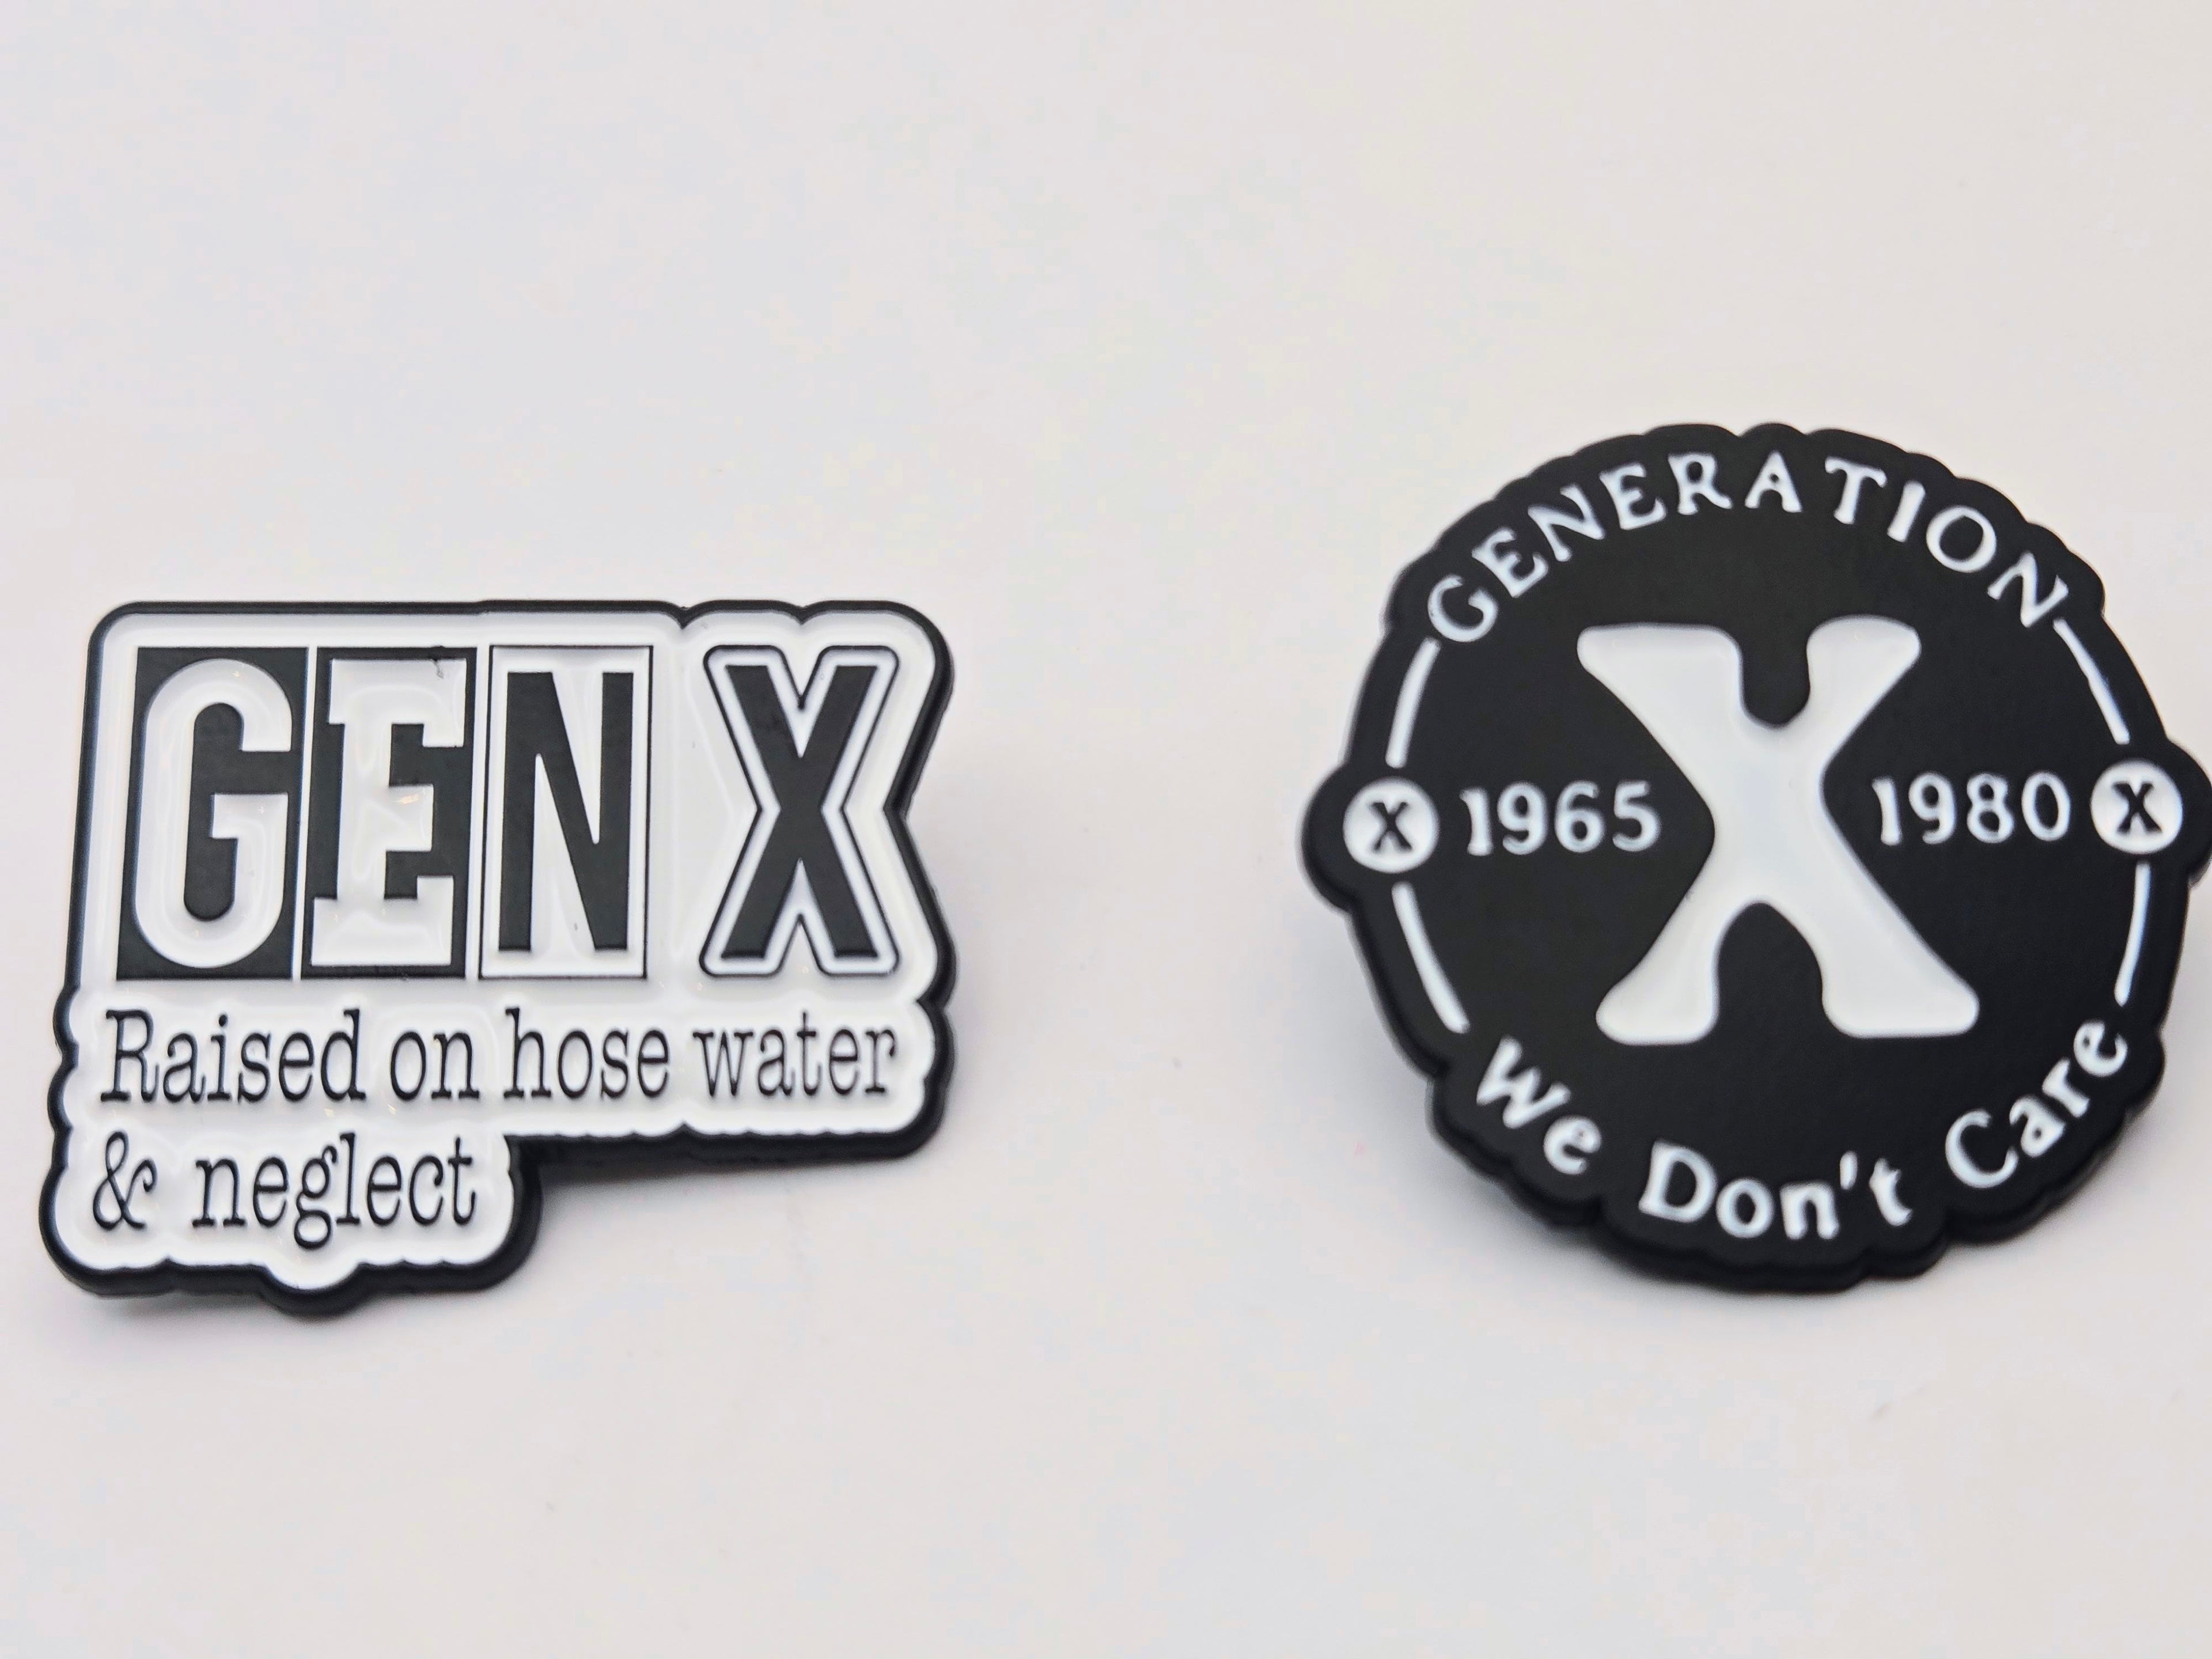 GEN X
Raised on hose water
& neglect
GENERATION
X
X 1965
1980 X
We Don't Care